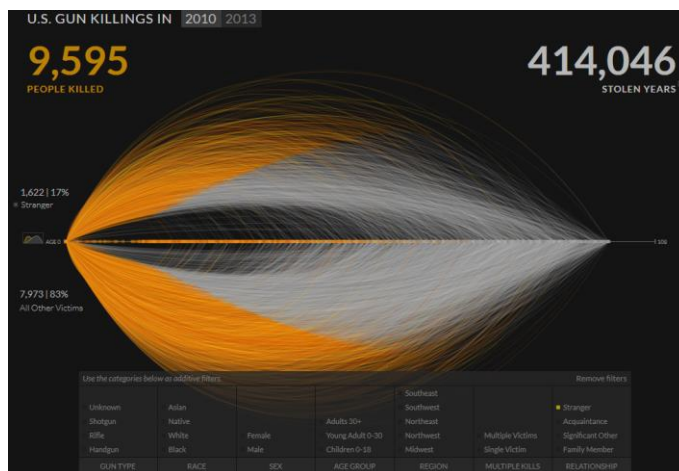 U.S. GUN KILLINGS IN 2010 2013
9,595
PEOPLE KILLED
414,046
STOLEN YEARS
1,622 | 17%
Stranger
AGE 0
7,973 | 83%
All Other Victims
Use the categories below as additive filters
Remove filters
Unknown
Shotgun
Rifle
Handgun
GUN TYPE
Asian
Native
White
Black
RACE
Female
Male
SEX
Adults 30+
Young Adult 0-30
Children 0-18
AGE GROUP
Southeast
Southwest
Northeast
Northwest
Midwest
REGION
Multiple Victims
Single Victim
MULTIPLE KILLS
Stranger
Acquaintance
Significant Other
Family Member
RELATIONSHIP